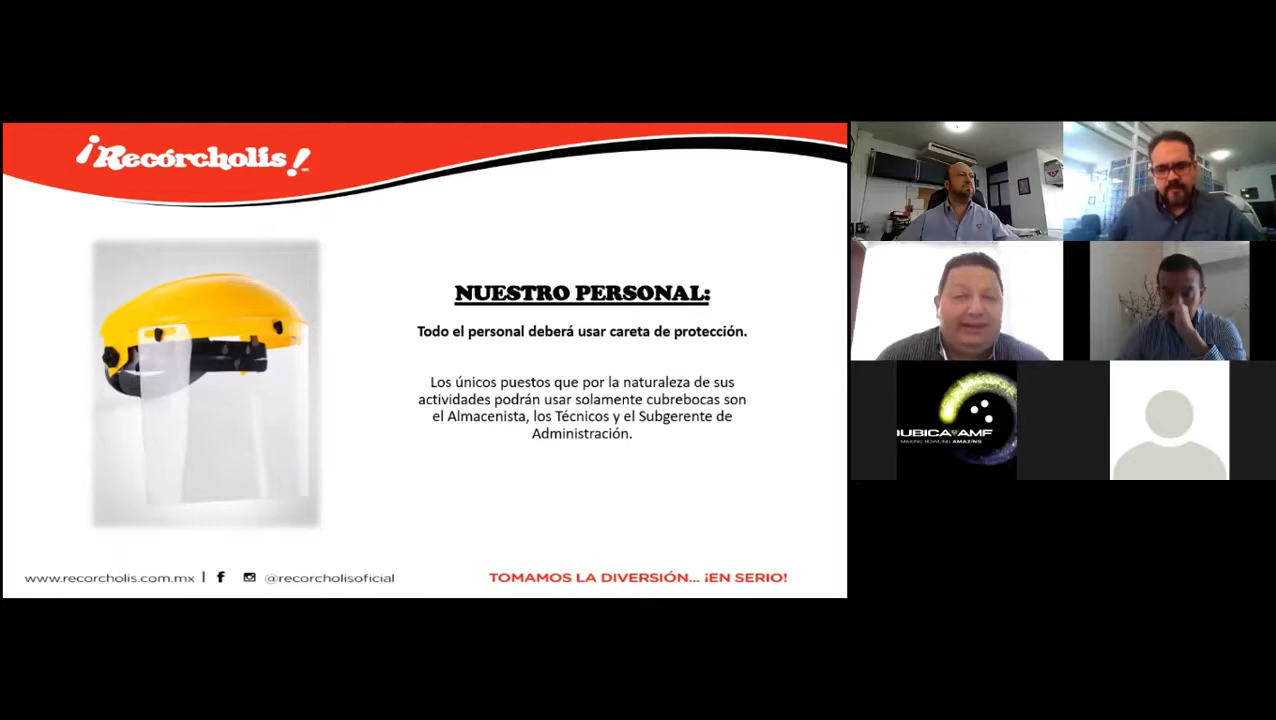 ¡Recórcholis!
NUESTRO PERSONAL:
Todo el personal deberá usar careta de protección.
Los únicos puestos que por la naturaleza de sus
actividades podrán usar solamente cubrebocas son
el Almacenista, los Técnicos y el Subgerente de
Administración.
www.recorcholis.com.mx | f @recorcholisoficial
TOMAMOS LA DIVERSIÓN... ¡EN SERIO!
UBICA AMF
MAKING BOWLING AMAZING